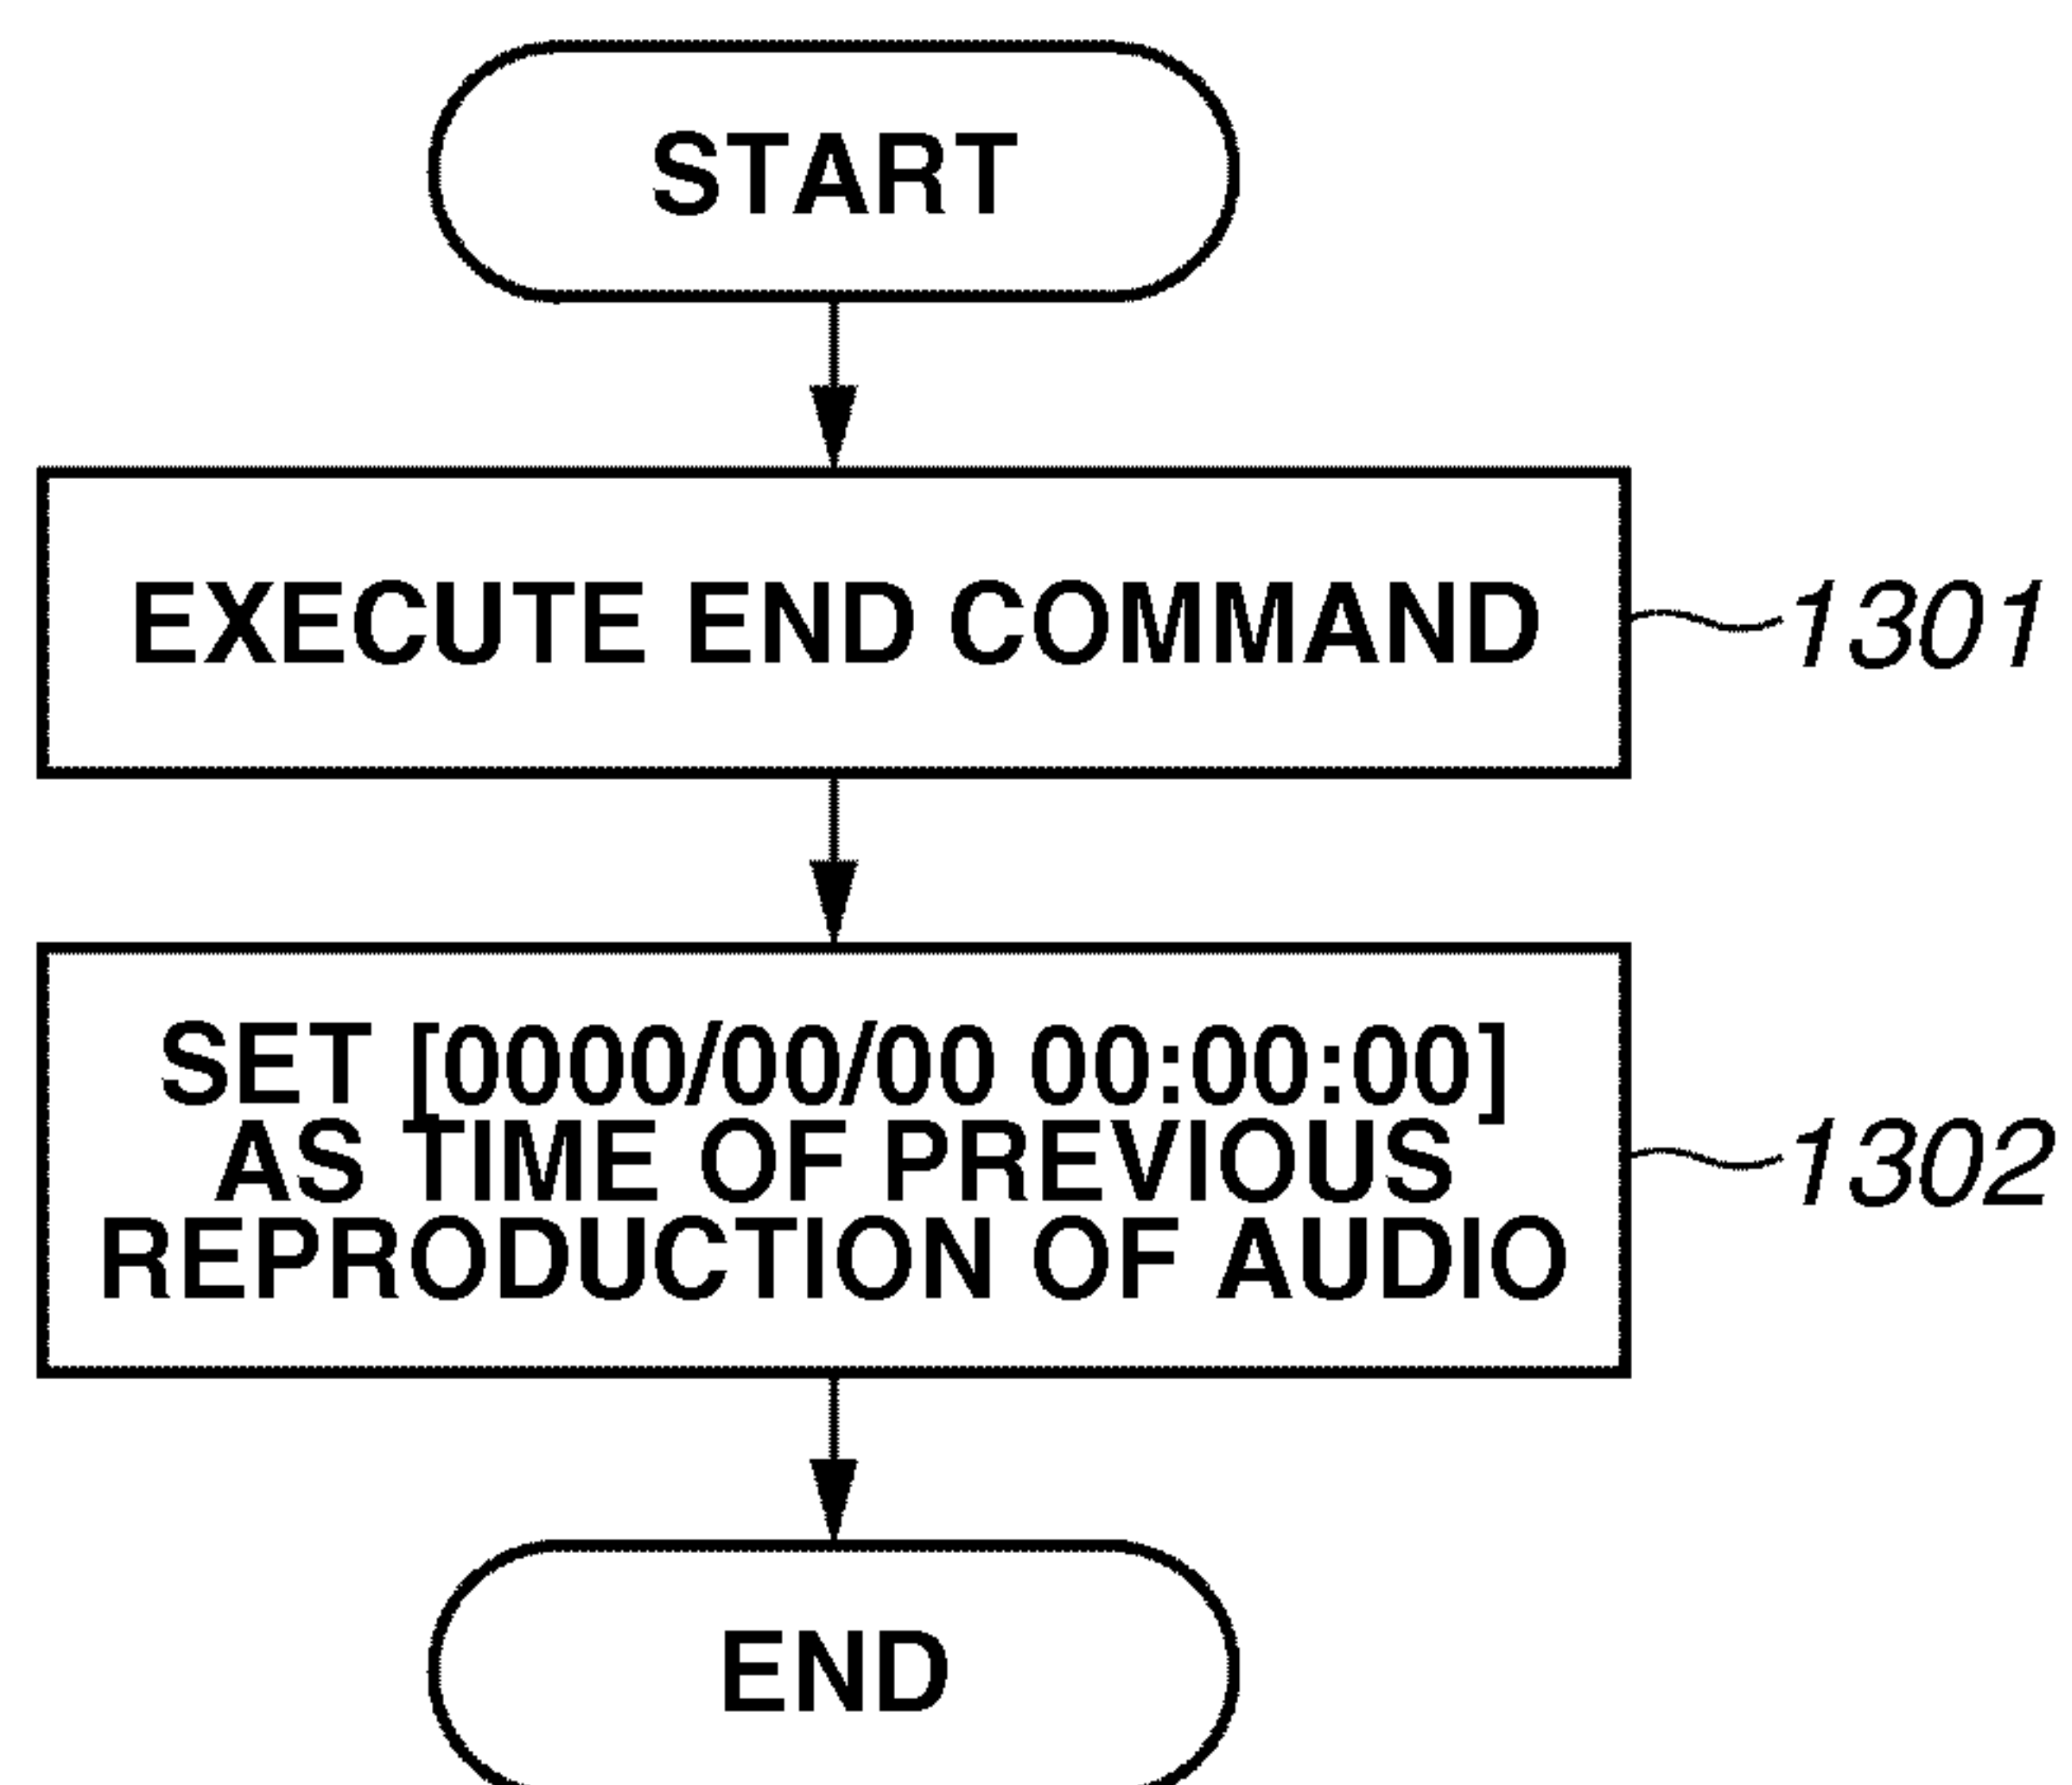 START
EXECUTE END COMMAND
1301
SET [0000/00/00 00:00:00]
AS TIME OF PREVIOUS
REPRODUCTION OF AUDIO
1302
END